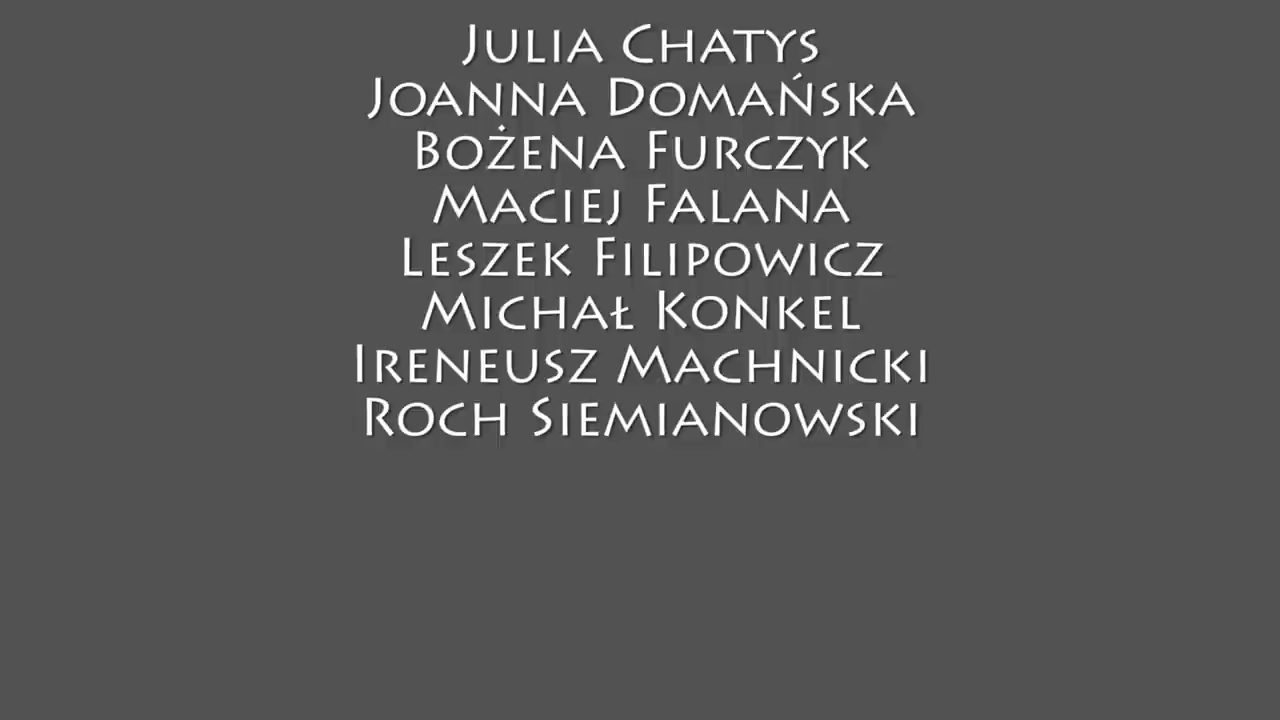 Julia Chatys
Joanna Domańska
Bożena Furczyk
Maciej Falana
Leszek Filipowicz
Michał Konkel
Ireneusz Machnicki
Roch Siemianowski